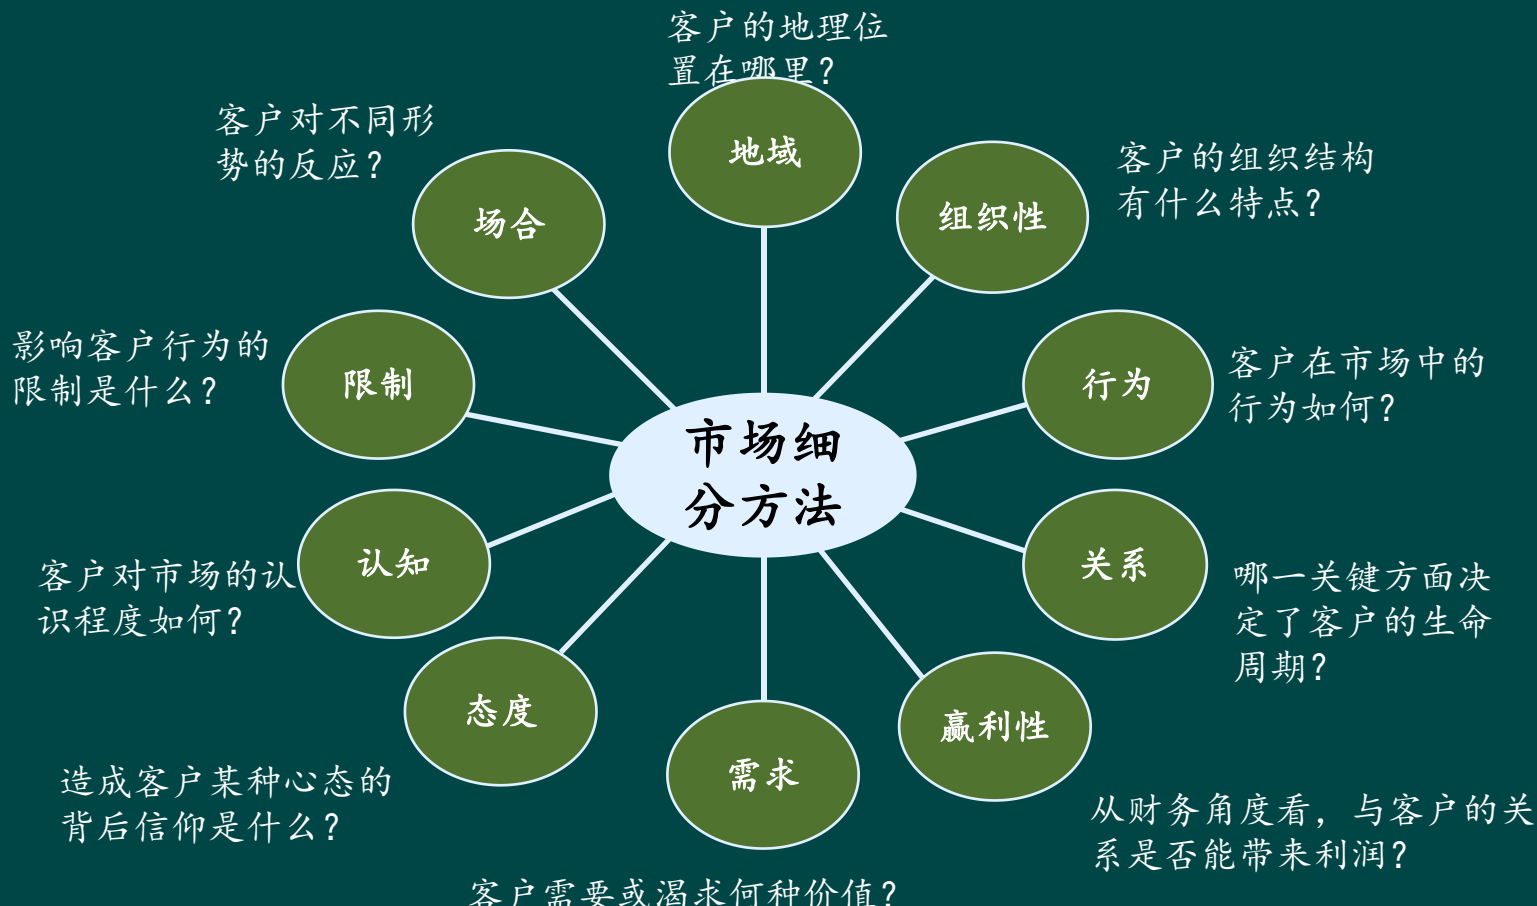 客户的地理位
置在哪里?
地域
客户对不同形
势的反应?
场合
客户的组织结构
有什么特点?
组织性
影响客户行为的
限制是什么?
限制
客户在市场中的
行为如何?
行为
市场细
分方法
客户对市场的认
识程度如何?
认知
哪一关键方面决
定了客户的生命
周期?
关系
造成客户某种心态的
背后信仰是什么?
态度
客户需要或渴求何种价值?
需求
从财务角度看，与客户的关
系是否能带来利润?
赢利性